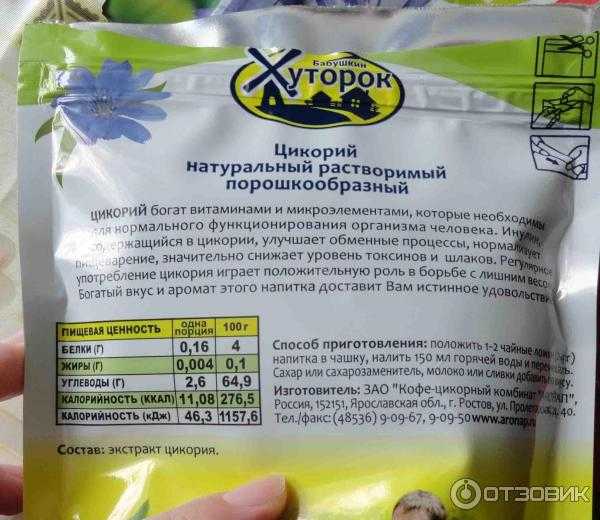 Бабушкин
Хуторок
Цикорий
натуральный растворимый
порошкообразный
ЦИКОРИЙ богат витаминами и микроэлементами, которые необходимы
для нормального функционирования организма человека. Инулин,
содержащийся в цикории, улучшает обменные процессы, нормализует
пищеварение, значительно снижает уровень токсинов и шлаков. Регулярное
употребление цикория играет положительную роль в борьбе с лишним весо
Богатый вкус и аромат этого напитка доставит Вам истинное удовольстви
ПИЩЕВАЯ ЦЕННОСТЬ одна порция 100 г
БЕЛКИ (Г) 0,16 4
ЖИРЫ (Г) 0,004 0,1
УГЛЕВОДЫ (Г) 2,6 64,9
КАЛОРИЙНОСТЬ (ККАЛ) 11,08 276,5
КАЛОРИЙНОСТЬ (кДж) 46,3 1157,6
Состав: экстракт цикория.
Способ приготовления: положить 1-2 чайные
напитка в чашку, налить 150 мл горячей воды и
Сахар или сахарозаменитель, молоко или сливки добавить по вкусу.
Изготовитель: ЗАО "Кофе-цикорный комбинат
Россия, 152151, Ярославская обл., г. Ростов, ул. 40.
Тел./факс: (48536) 9-09-67, 9-09-50 www.aronap.ru
ОТЗОВИК